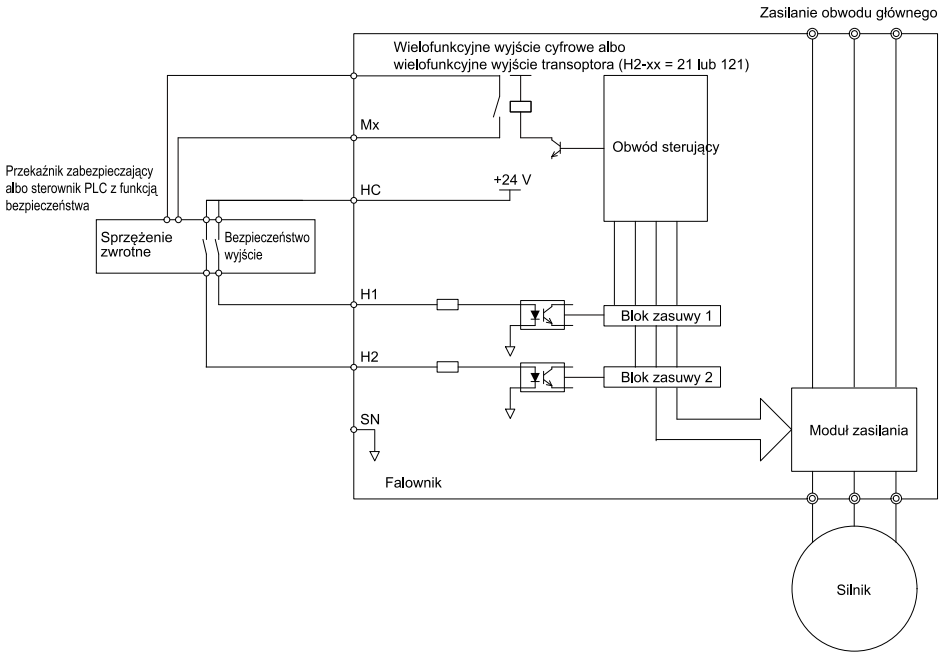 Zasilanie obwodu głównego
Wielofunkcyjne wyjście cyfrowe albo
wielofunkcyjne wyjście transoptora (H2-xx = 21 lub 121)
Mx
Obwód sterujący
Przekaźnik zabezpieczający
albo sterownik PLC z funkcją
bezpieczeństwa
+24 V
HC
Sprzężenie
zwrotne
Bezpieczeństwo
wyjście
H1
Blok zasuwy 1
H2
Blok zasuwy 2
SN
Moduł zasilania
Falownik
Silnik